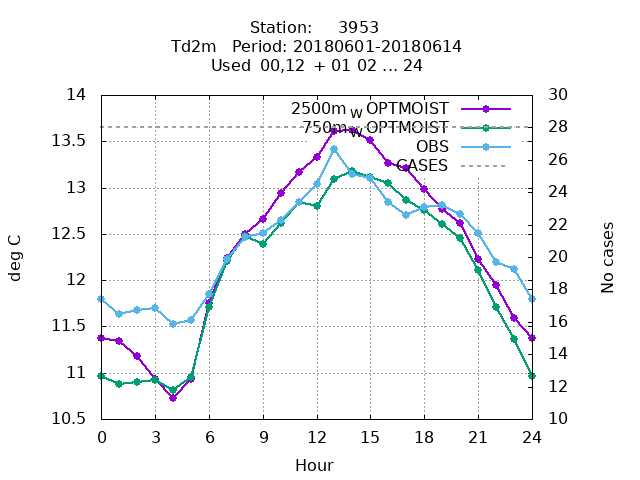 Station: 3953
Td2m Period: 20180601-20180614
Used 00,12 + 01 02 ... 24
14 30
2500m W OPTMOIST
750m W OPTMOIST
OBS
CASES
13.5
13
12.5
12
11.5
11
10.5
28
26
24
22
20
18
16
14
12
10
deg C
No cases
0 3 6 9 12 15 18 21 24
Hour